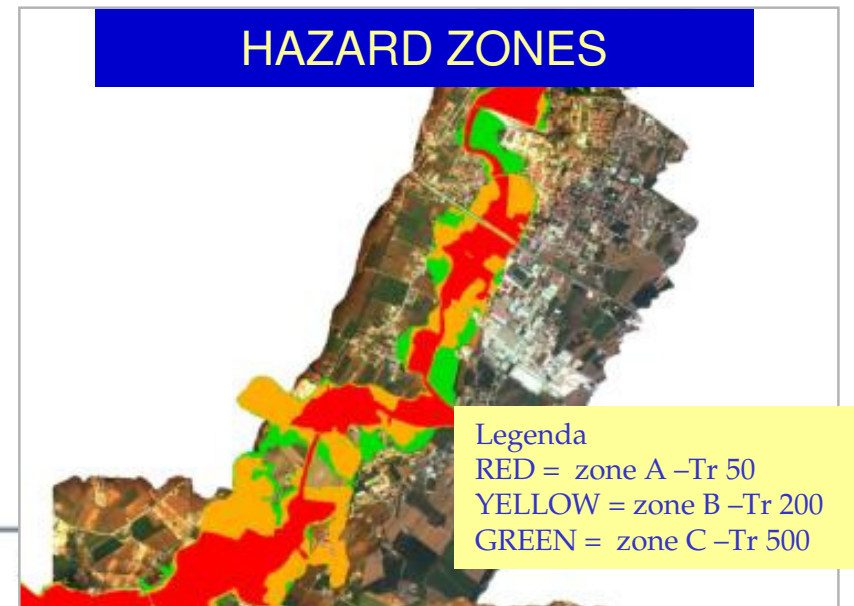 HAZARD ZONES
Legenda
RED = zone A –Tr 50
YELLOW = zone B –Tr 200
GREEN = zone C –Tr 500